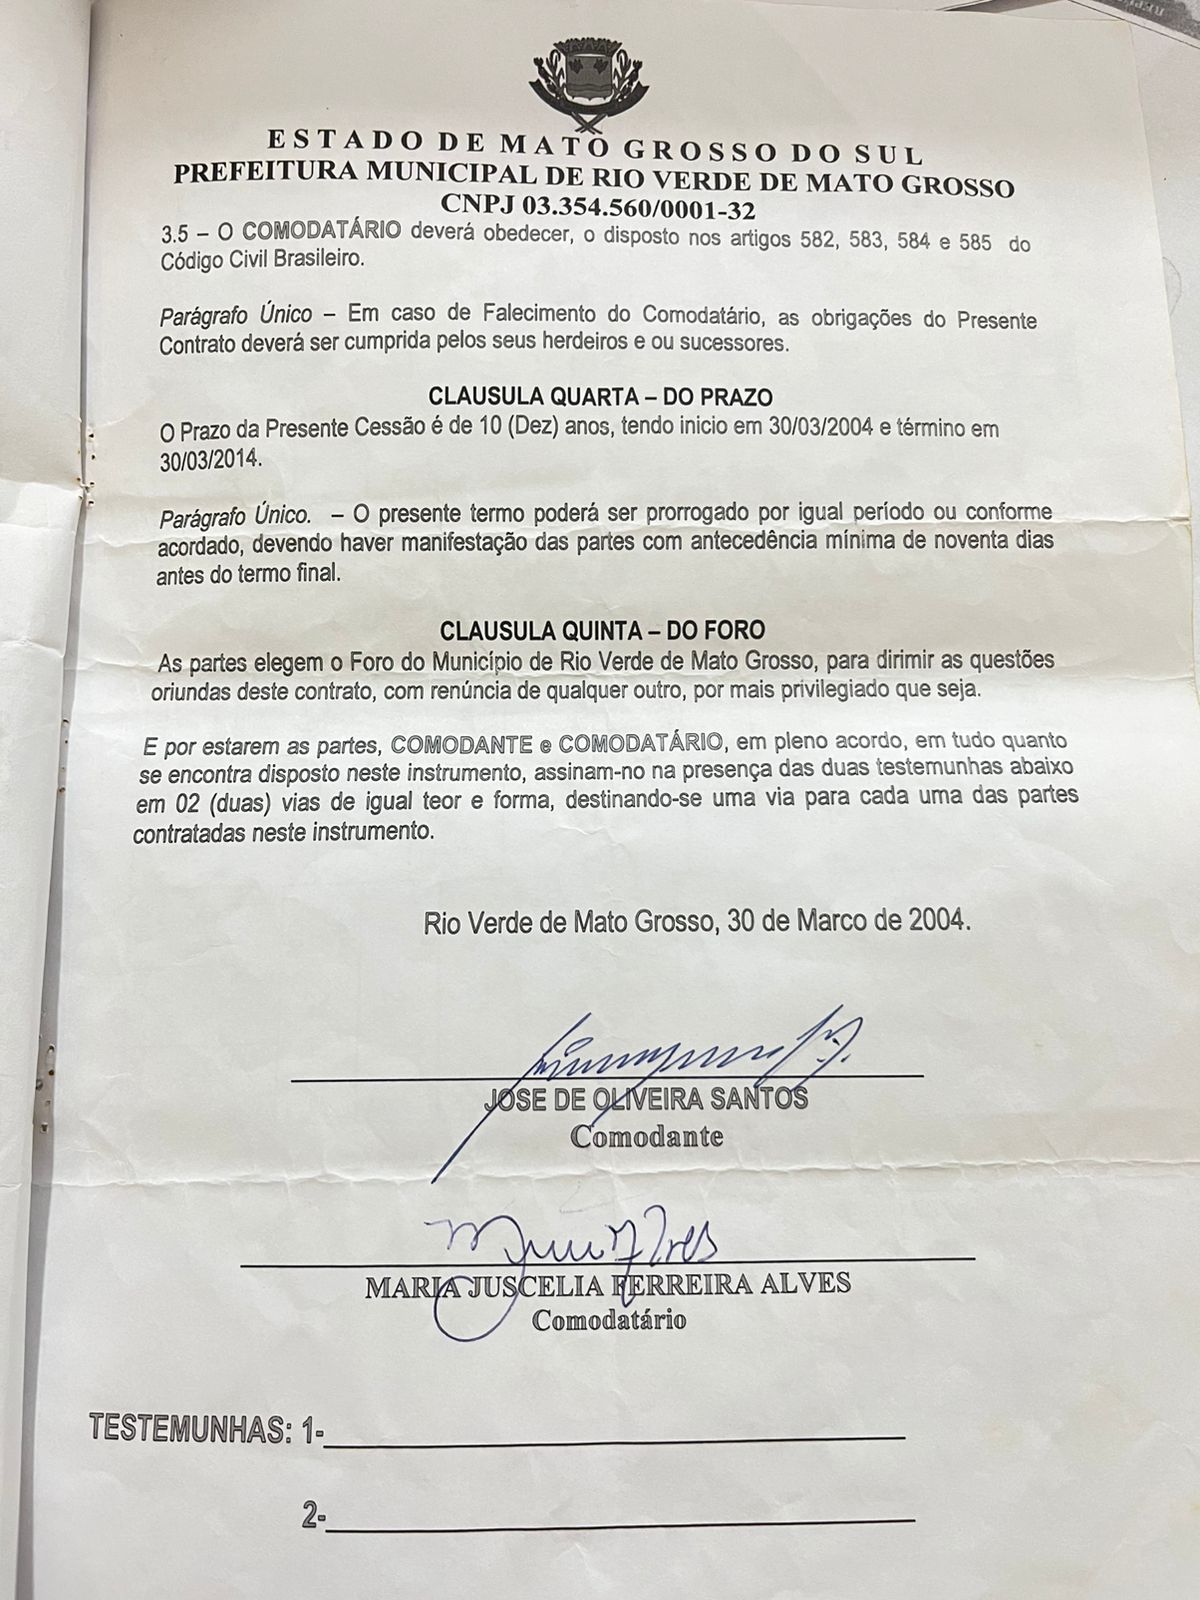 ESTADO DE MATO GROSSO DO SUL
PREFEITURA MUNICIPAL DE RIO VERDE DE MATO GROSSO
CNPJ 03.354.560/0001-32
3.5 – O COMODATÁRIO deverá obedecer, o disposto nos artigos 582, 583, 584 e 585 do
Código Civil Brasileiro.
Parágrafo Único – Em caso de Falecimento do Comodatário, as obrigações do Presente
Contrato deverá ser cumprida pelos seus herdeiros e ou sucessores.
CLAUSULA QUARTA – DO PRAZO
O Prazo da Presente Cessão é de 10 (Dez) anos, tendo inicio em 30/03/2004 e término em
30/03/2014.
Parágrafo Único. – O presente termo poderá ser prorrogado por igual período ou conforme
acordado, devendo haver manifestação das partes com antecedência mínima de noventa dias
antes do termo final.
CLAUSULA QUINTA – DO FORO
As partes elegem o Foro do Município de Rio Verde de Mato Grosso, para dirimir as questões
oriundas deste contrato, com renúncia de qualquer outro, por mais privilegiado que seja.
E por estarem as partes, COMODANTE e COMODATÁRIO, em pleno acordo, em tudo quanto
se encontra disposto neste instrumento, assinam-no na presença das duas testemunhas abaixo
em 02 (duas) vias de igual teor e forma, destinando-se uma via para cada uma das partes
contratadas neste instrumento.
Rio Verde de Mato Grosso, 30 de Marco de 2004.
JOSE DE OLIVEIRA SANTOS
Comodante
MARIA JUSCELIA FERREIRA ALVES
Comodatário
TESTEMUNHAS: 1-
2-